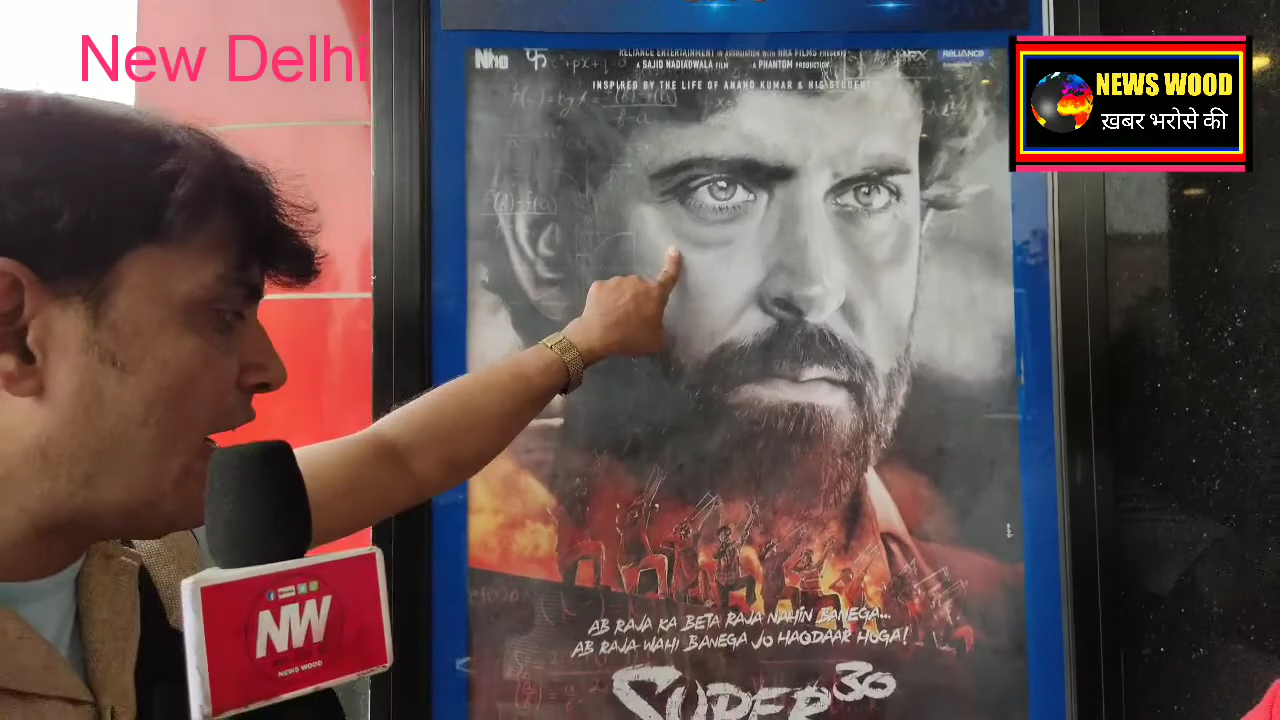 New Delhi
NEWS WOOD
ख़बर भरोसे की
RELIANCE ENTERTAINMENT IN ASSOCIATION WITH NRX FILMS PRESENTS
A SAJID NADIADWALA FILM A PHANTOM PRODUCTION
RELIANCE
INSPIRED BY THE LIFE OF ANAND KUMAR & HIS STUDENTS
AB RAJA KA BETA RAJA NAHIN BANEGA...
AB RAJA WAHI BANEGA JO HAQDAAR HOGA!
SUPER 30
NW
NEWS WOOD